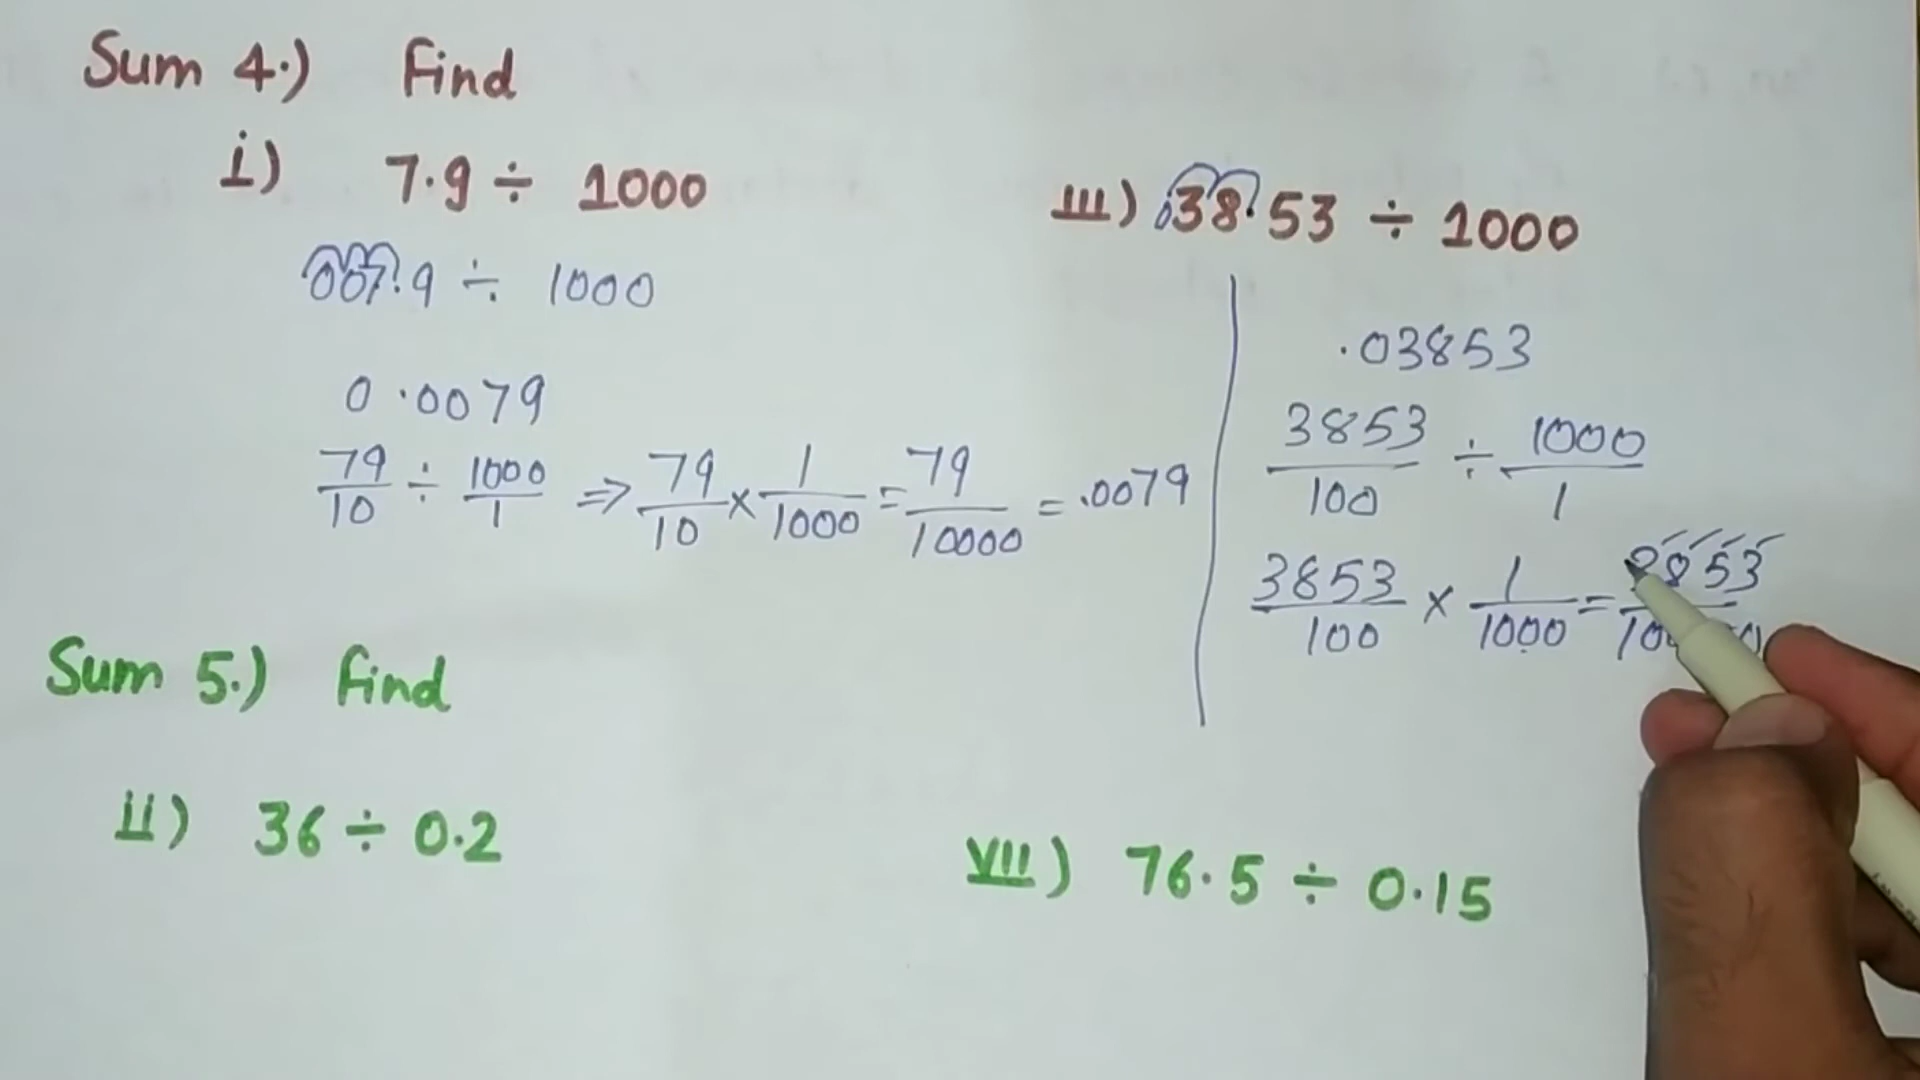 Sum 4.) Find
i) 7.9 ÷ 1000
007.9 ÷ 1000
0.0079
79/10 ÷ 1000/1 ⇒ 79/10 × 1/1000 = 79/10000 = .0079
III) 038.53 ÷ 1000
.03853
3853/100 ÷ 1000/1
3853/100 × 1/1000 = 3853
Sum 5.) Find
II) 36 ÷ 0.2
VII) 76.5 ÷ 0.15